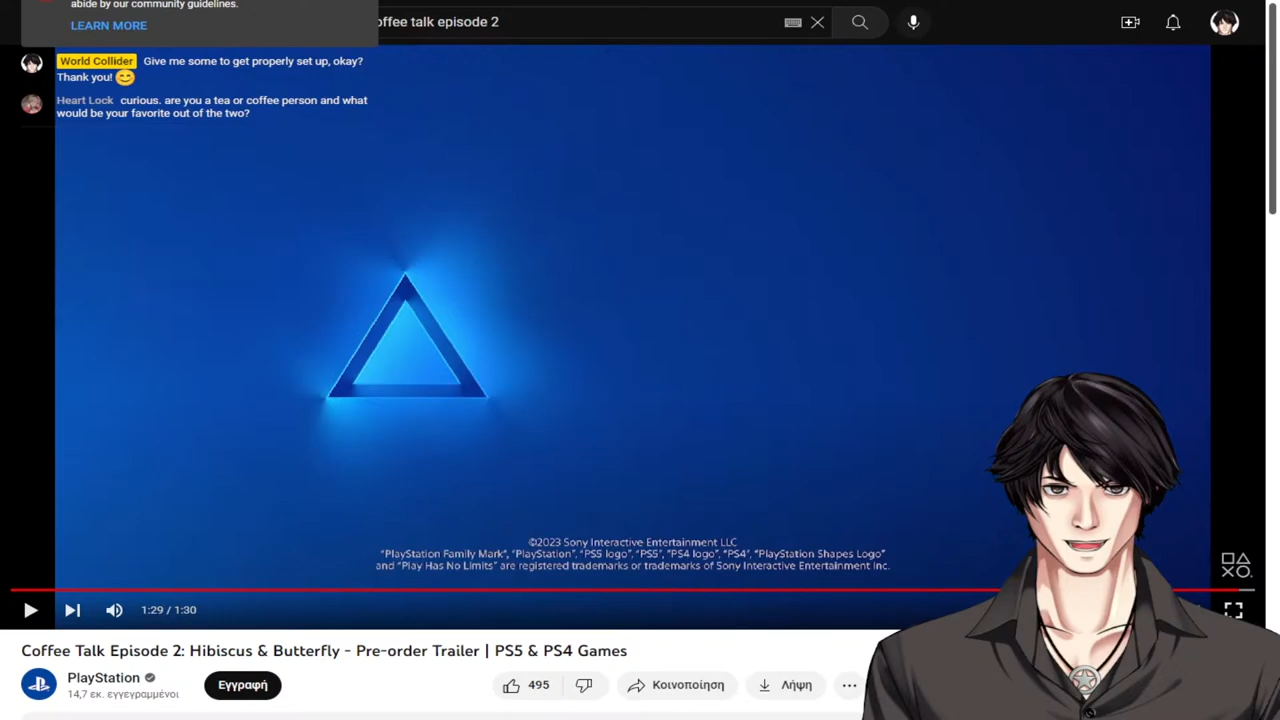 abide by our community guidelines.
LEARN MORE
offee talk episode 2
World Collider Give me some to get properly set up, okay?
Thank you! 😊
Heart Lock curious. are you a tea or coffee person and what
would be your favorite out of the two?
©2023 Sony Interactive Entertainment LLC
"PlayStation Family Mark", "PlayStation", "PS5 logo", "PS5", "PS4 logo", "PS4", "PlayStation Shapes Logo"
and "Play Has No Limits" are registered trademarks or trademarks of Sony Interactive Entertainment Inc.
1:29 / 1:30
Coffee Talk Episode 2: Hibiscus & Butterfly - Pre-order Trailer | PS5 & PS4 Games
PlayStation
14,7 εκ. εγγεγραμμένοι
Εγγραφή
495
Κοινοποίηση
Λήψη